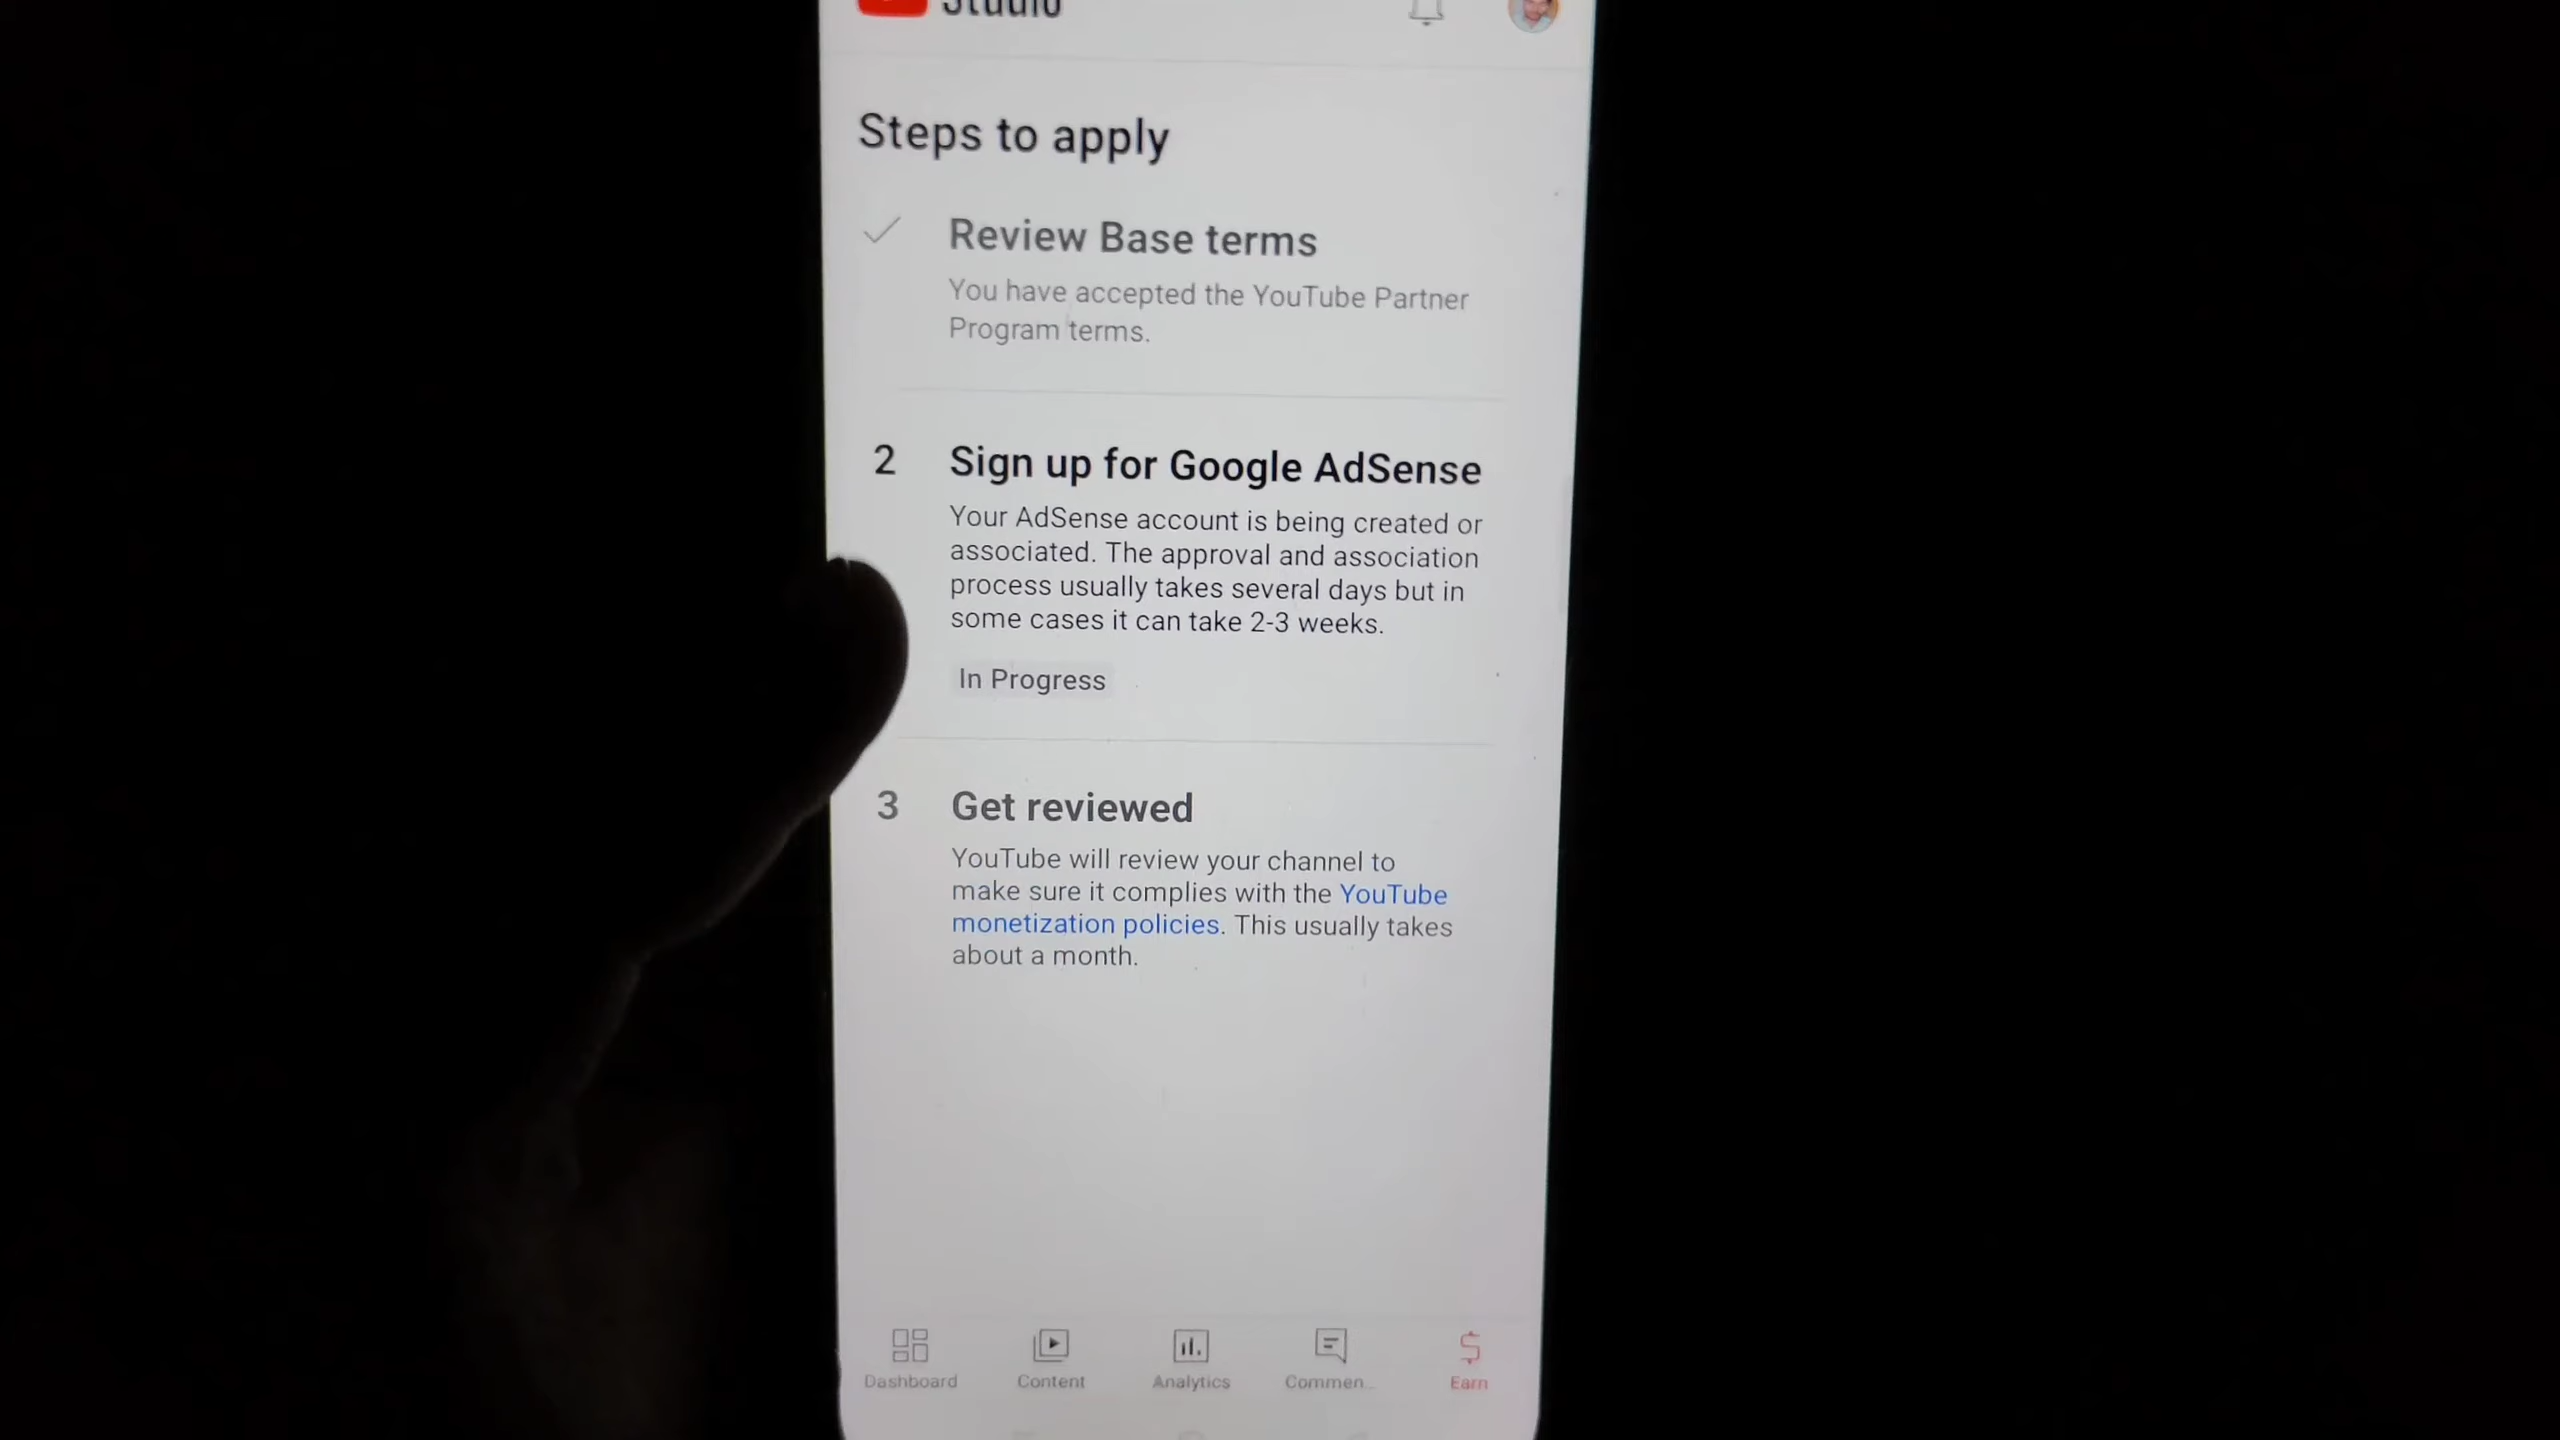 Studio
Steps to apply
Review Base terms
You have accepted the YouTube Partner
Program terms.
2 Sign up for Google AdSense
Your AdSense account is being created or
associated. The approval and association
process usually takes several days but in
some cases it can take 2-3 weeks.
In Progress
3 Get reviewed
YouTube will review your channel to
make sure it complies with the YouTube
monetization policies. This usually takes
about a month.
Dashboard Content Analytics Commen... Earn